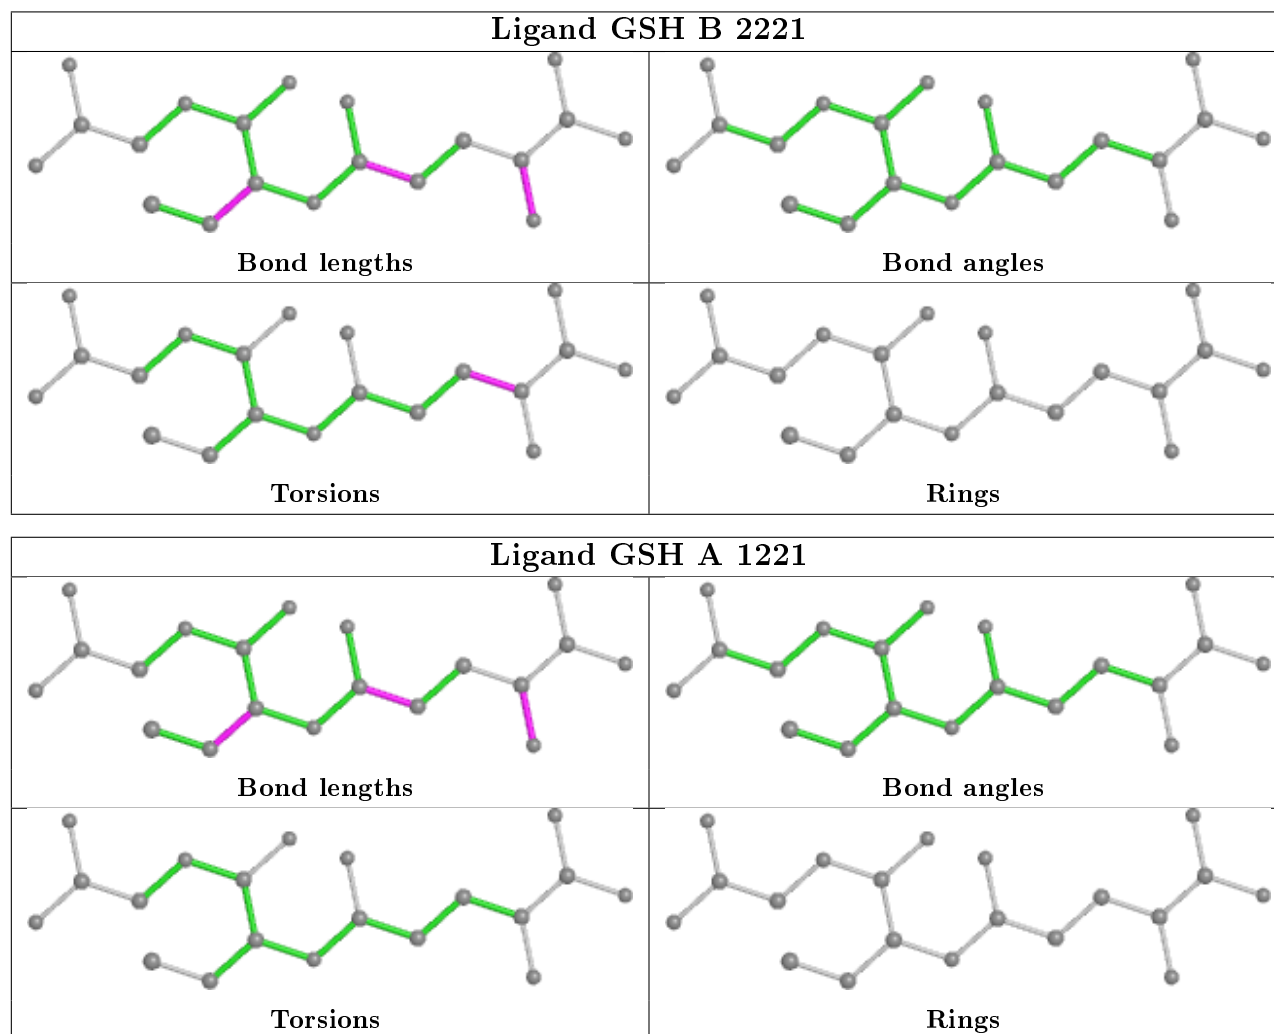 Ligand GSH B 2221
Bond lengths
Bond angles
Torsions
Rings
Ligand GSH A 1221
Bond lengths
Bond angles
Torsions
Rings